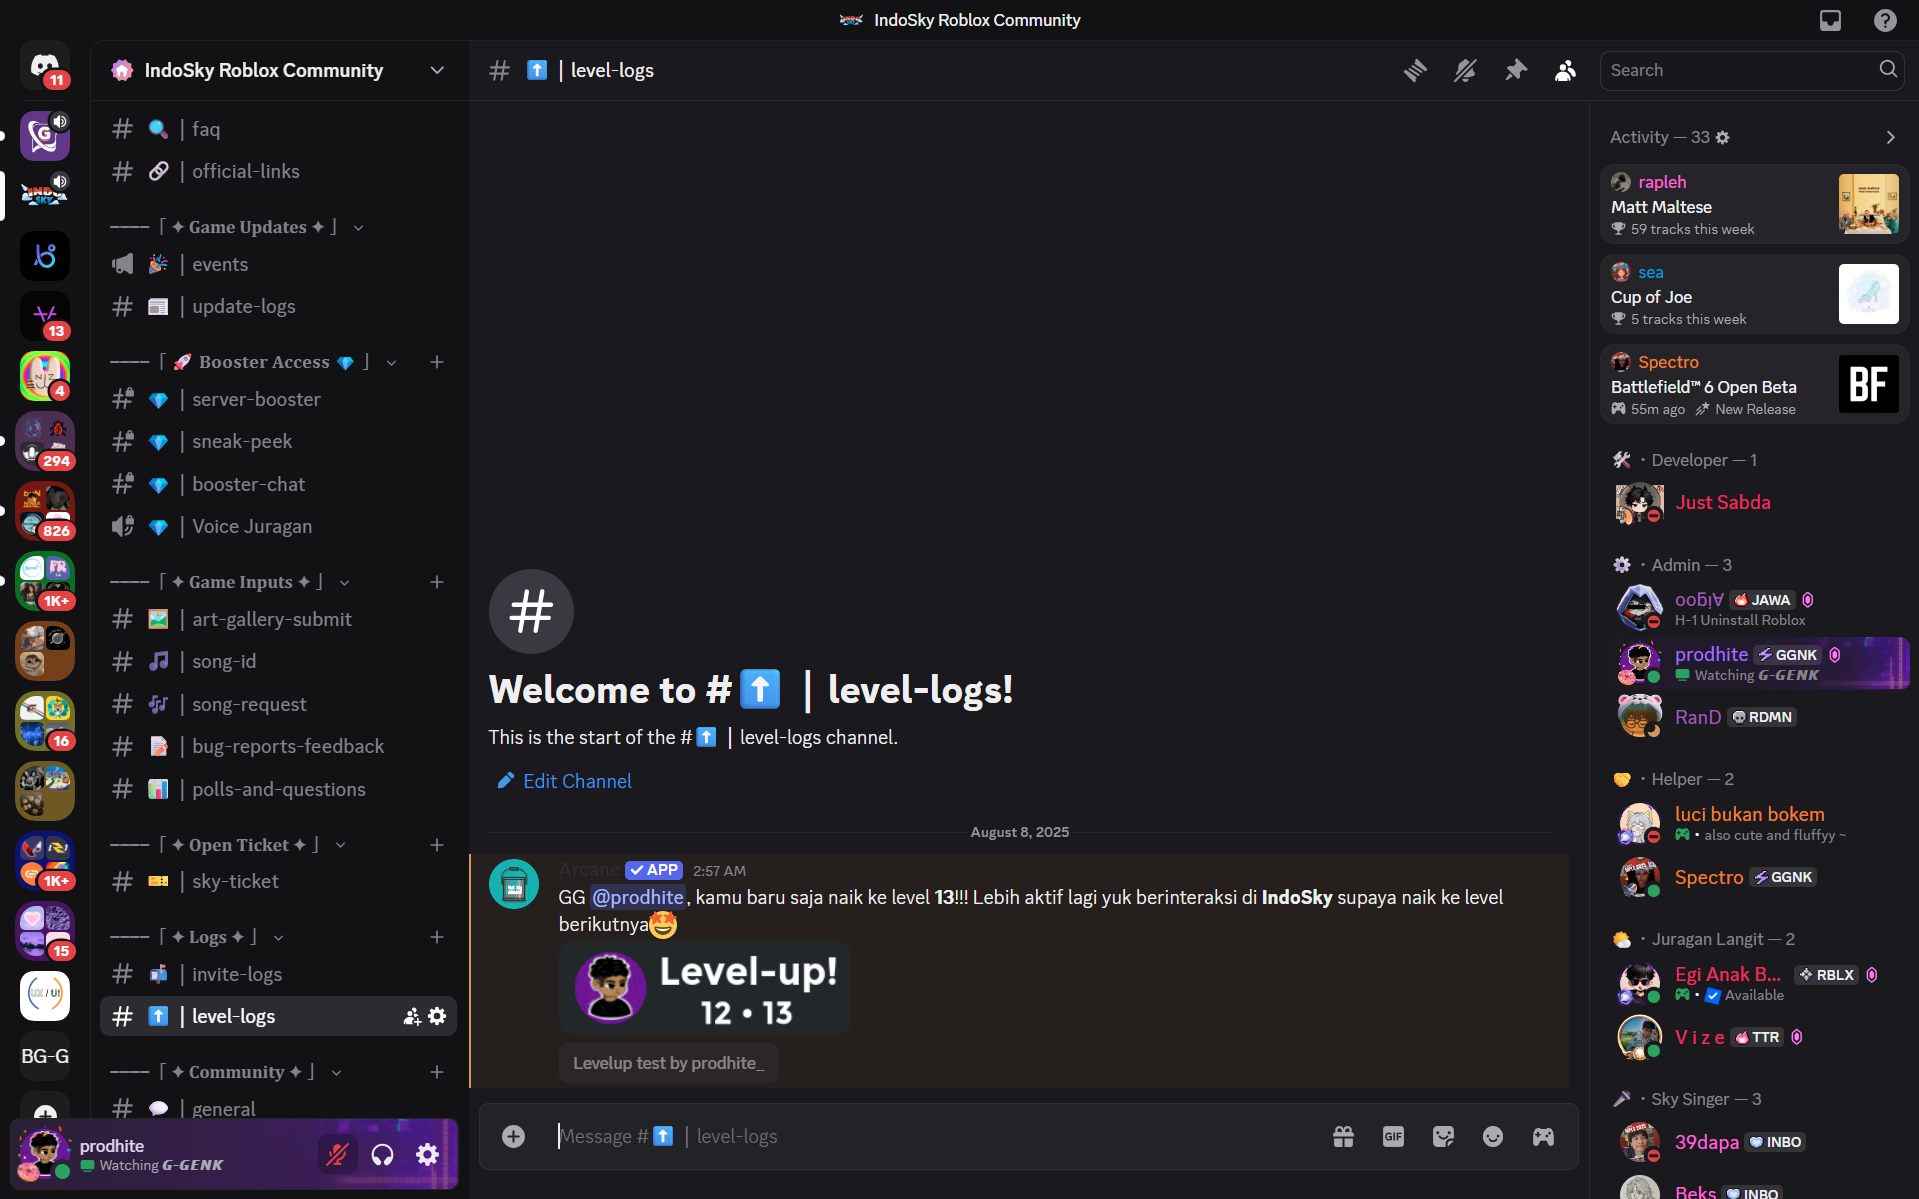 IndoSky Roblox Community
11
IndoSky Roblox Community
| faq
| official-links
「 ✦ Game Updates ✦ 」
| events
| update-logs
「 🚀 Booster Access 💎 」
| server-booster
| sneak-peek
| booster-chat
| Voice Juragan
「 ✦ Game Inputs ✦ 」
| art-gallery-submit
| song-id
| song-request
| bug-reports-feedback
| polls-and-questions
「 ✦ Open Ticket ✦ 」
| sky-ticket
「 ✦ Logs ✦ 」
| invite-logs
| level-logs
「 ✦ Community ✦ 」
| general
INDO SKY
13
4
294
826
1K+
16
1K+
15
UX / UI
BG-G
prodhite
Watching G-GENK
# ⬆ | level-logs
Search
Welcome to # ⬆ | level-logs!
This is the start of the # ⬆ | level-logs channel.
Edit Channel
August 8, 2025
Arcane ✓ APP 2:57 AM
GG @prodhite, kamu baru saja naik ke level 13!!! Lebih aktif lagi yuk berinteraksi di IndoSky supaya naik ke level
berikutnya🤩
Level-up!
12 • 13
Levelup test by prodhite_
Message # ⬆ | level-logs
GIF
Activity — 33
rapleh
Matt Maltese
59 tracks this week
sea
Cup of Joe
5 tracks this week
Spectro
Battlefield™ 6 Open Beta
55m ago New Release
BF
🛠 · Developer — 1
Just Sabda
⚙ · Admin — 3
JAWA
H-1 Uninstall Roblox
prodhite GGNK
Watching G-GENK
RanD RDMN
· Helper — 2
luci bukan bokem
• also cute and fluffyy ~
Spectro GGNK
· Juragan Langit — 2
Egi Anak B... RBLX
• Available
V i z e TTR
🎤 · Sky Singer — 3
39dapa INBO
Beks INBO